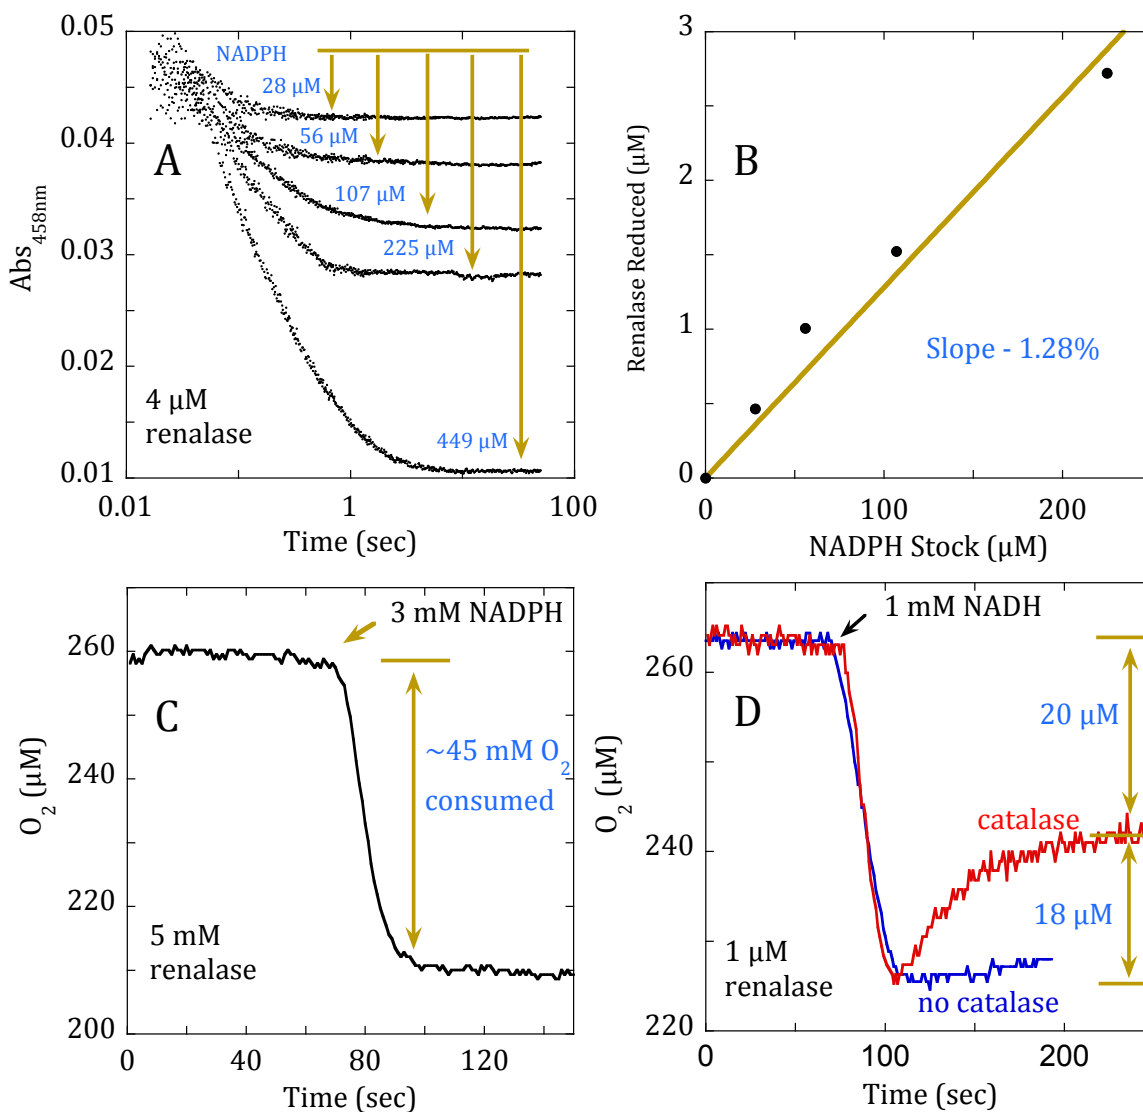 0.05
0.04
0.03
0.02
0.01
Abs458nm
NADPH
28 µM
56 µM
107 µM
225 µM
449 µM
A
4 µM
renalase
0.01
1
100
Time (sec)
3
2
1
0
Renalase Reduced (µM)
B
Slope - 1.28%
0
100
200
NADPH Stock (µM)
260
240
220
200
O2 (µM)
3 mM NADPH
C
~45 mM O2
consumed
5 mM
renalase
0
40
80
120
Time (sec)
260
240
220
O2 (µM)
1 mM NADH
D
20 µM
catalase
18 µM
1 µM
renalase
no catalase
0
100
200
Time (sec)